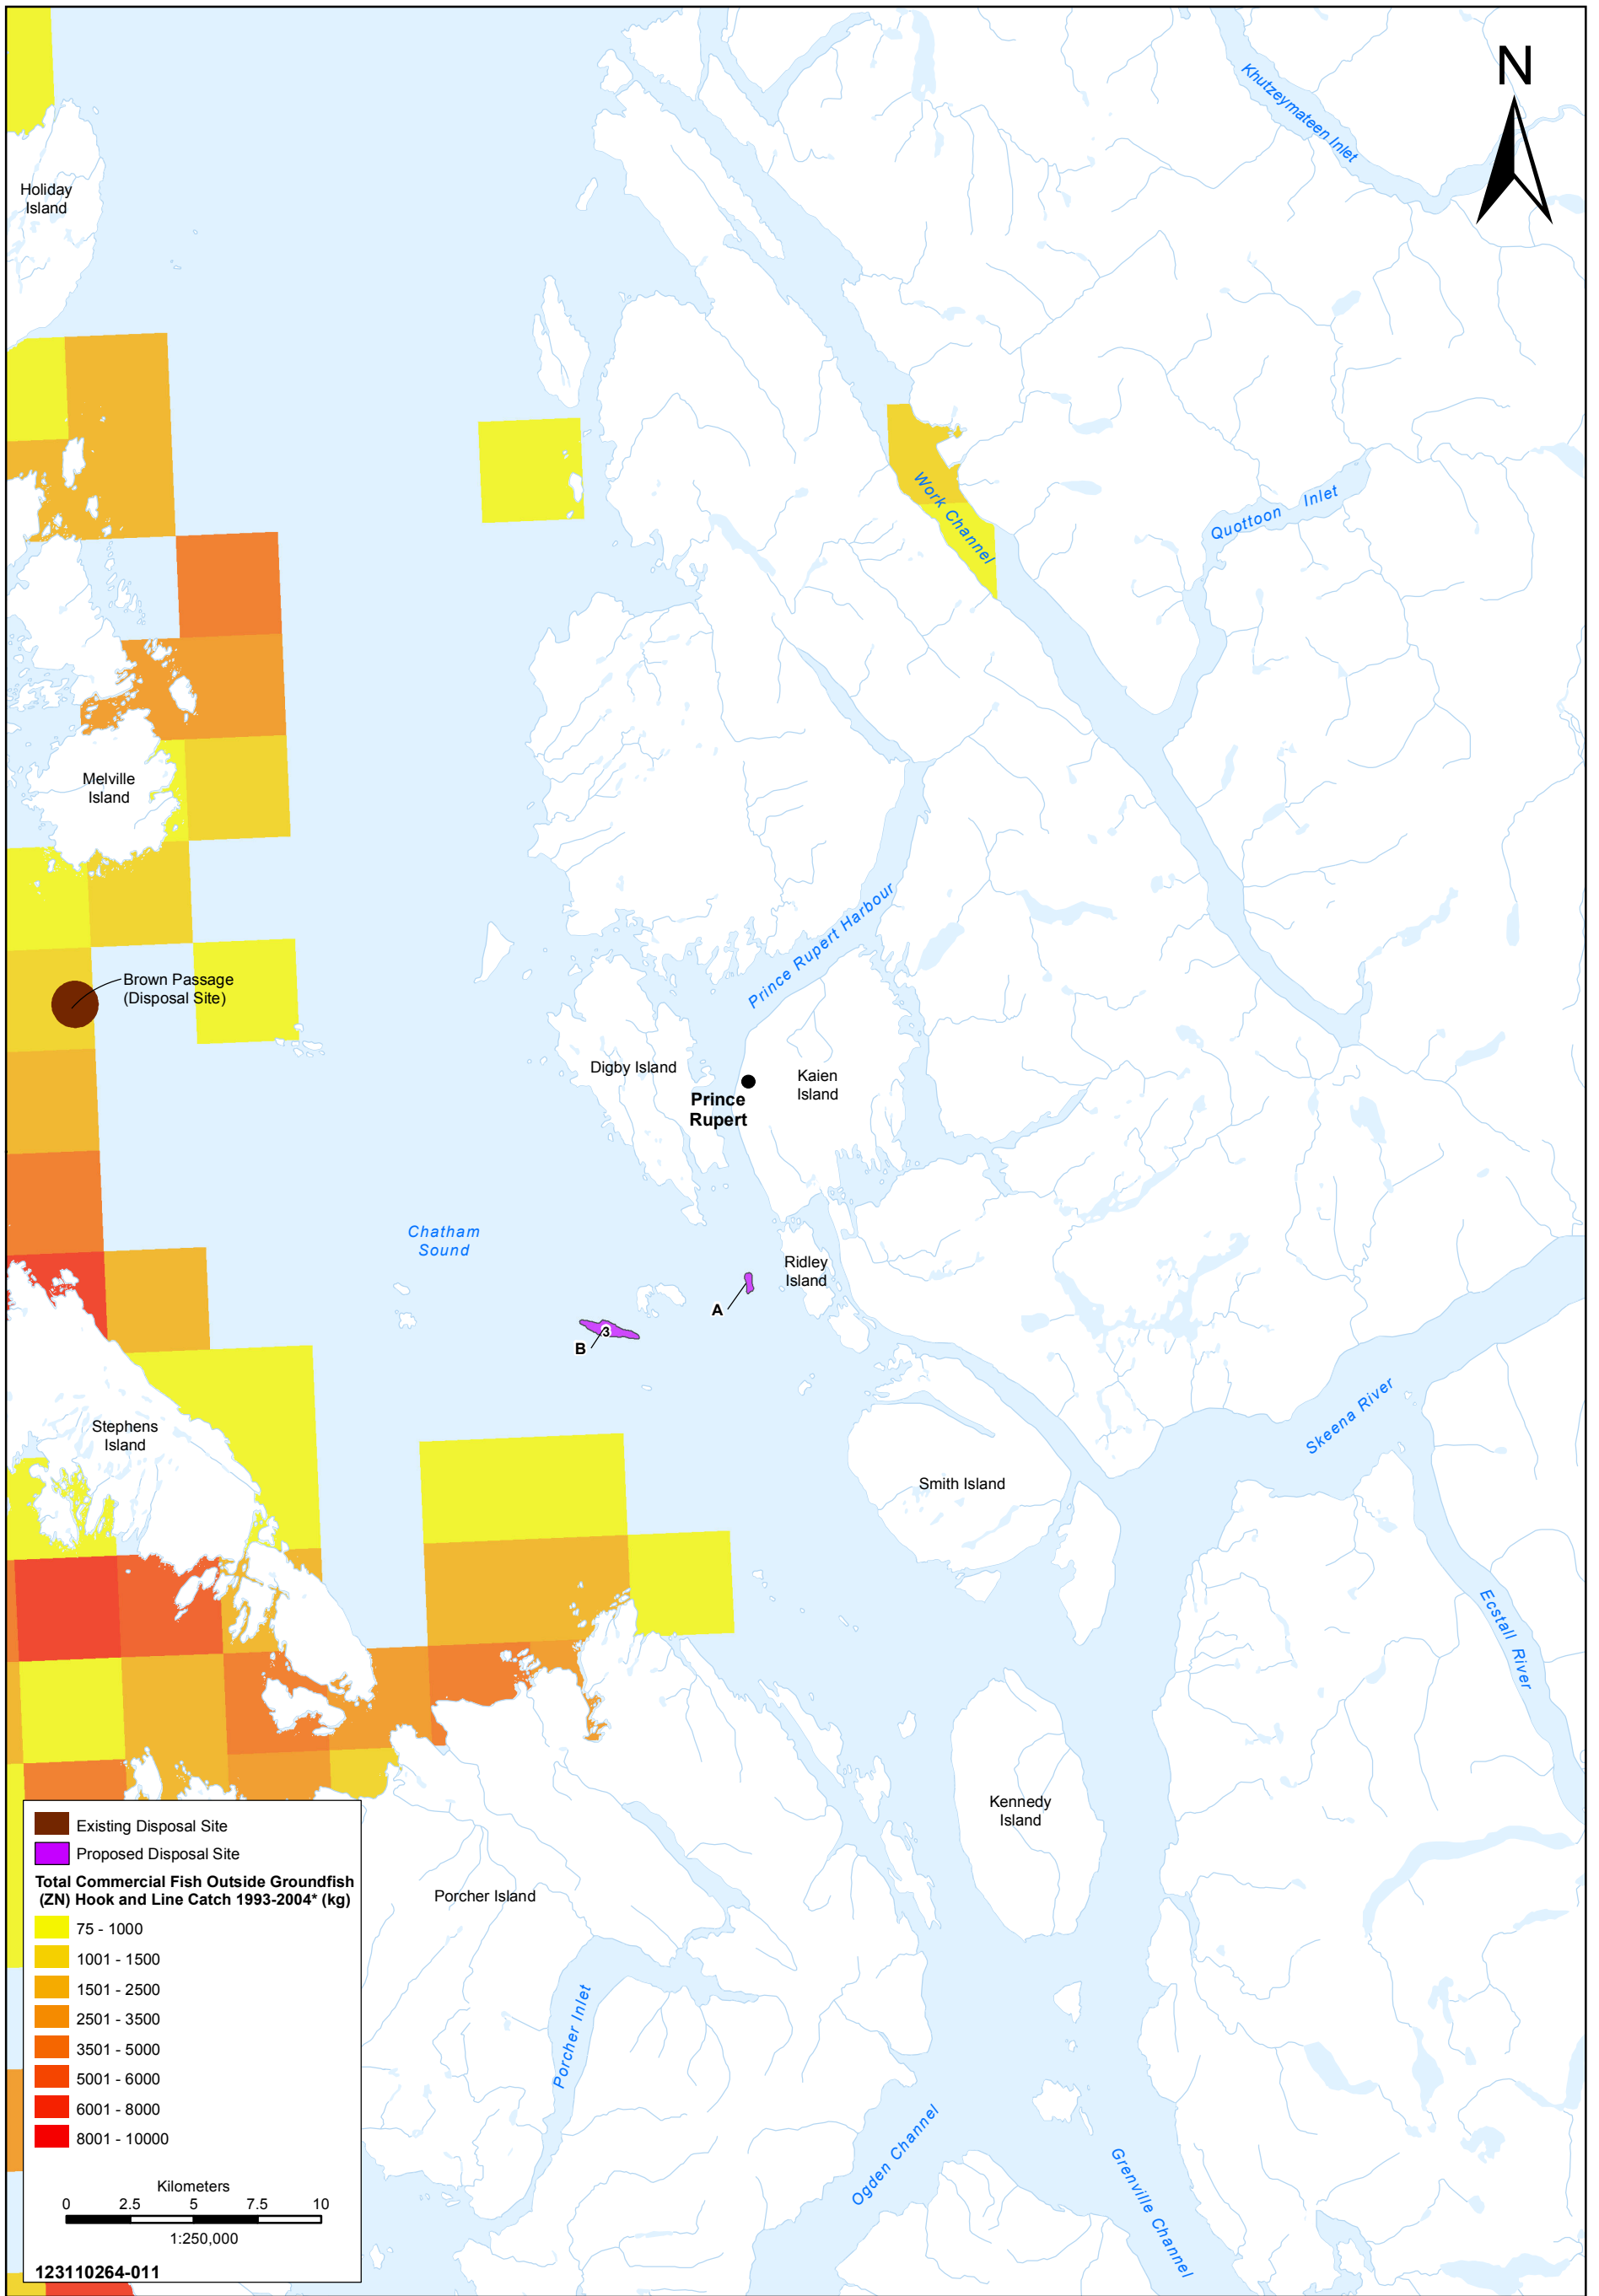 N
Khutzeymateen Inlet
Holiday
Island
Work Channel
Quottoon Inlet
Melville
Island
Prince Rupert Harbour
Brown Passage
(Disposal Site)
Digby Island
Kaien
Island
Prince
Rupert
Chatham
Sound
Ridley
Island
A
3
B
Skeena River
Stephens
Island
Smith Island
Ecstall River
Kennedy
Island
Porcher Island
Porcher Inlet
Ogden Channel
Grenville Channel
Existing Disposal Site
Proposed Disposal Site
Total Commercial Fish Outside Groundfish
(ZN) Hook and Line Catch 1993-2004* (kg)
75 - 1000
1001 - 1500
1501 - 2500
2501 - 3500
3501 - 5000
5001 - 6000
6001 - 8000
8001 - 10000
Kilometers
0 2.5 5 7.5 10
1:250,000
123110264-011